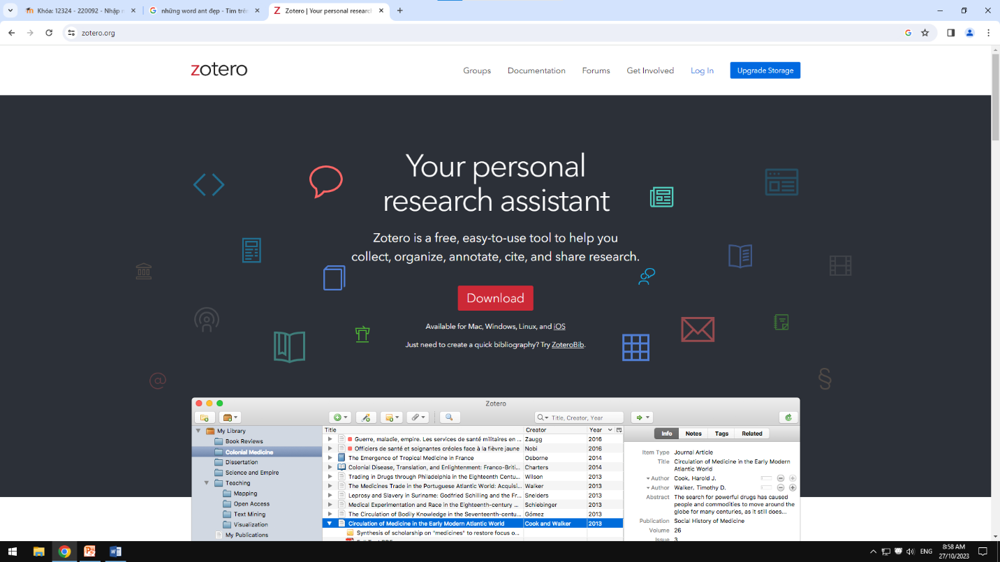 Khóa: 12324 - 220092 - Nhập m
những word ant đẹp - Tìm trên
Zotero | Your personal research
zotero.org
zotero
Groups
Documentation
Forums
Get Involved
Log In
Upgrade Storage
Your personal
research assistant
Zotero is a free, easy-to-use tool to help you
collect, organize, annotate, cite, and share research.
Download
Available for Mac, Windows, Linux, and iOS
Just need to create a quick bibliography? Try ZoteroBib.
Zotero
Title, Creator, Year
My Library
Book Reviews
Colonial Medicine
Dissertation
Science and Empire
Teaching
Mapping
Open Access
Text Mining
Visualization
My Publications
Title Creator Year
Guerre, maladie, empire. Les services de santé militaires en ... Zaugg 2016
Officiers de santé et soignantes créoles face à la fièvre jaune Nobi 2016
The Emergence of Tropical Medicine in France Osborne 2014
Colonial Disease, Translation, and Enlightenment: Franco-Briti... Charters 2014
Trading in Drugs through Philadelphia in the Eighteenth Centu... Wilson 2013
The Medicines Trade in the Portuguese Atlantic World: Acquisi... Walker 2013
Leprosy and Slavery in Suriname: Godfried Schilling and the Fr... Snelders 2013
Medical Experimentation and Race in the Eighteenth-century ... Schiebinger 2013
The Circulation of Bodily Knowledge in the Seventeenth-centu... Gómez 2013
Circulation of Medicine in the Early Modern Atlantic World Cook and Walker 2013
Synthesis of scholarship on "medicines" to restore focus o...
Info
Notes
Tags
Related
Item Type Journal Article
Title Circulation of Medicine in the Early Modern
Atlantic World
Author Cook, Harold J.
Author Walker, Timothy D.
Abstract The search for powerful drugs has caused
people and commodities to move around the
globe for many centuries, as it still does...
Publication Social History of Medicine
Volume 26
Issue 3
ENG
8:58 AM
27/10/2023